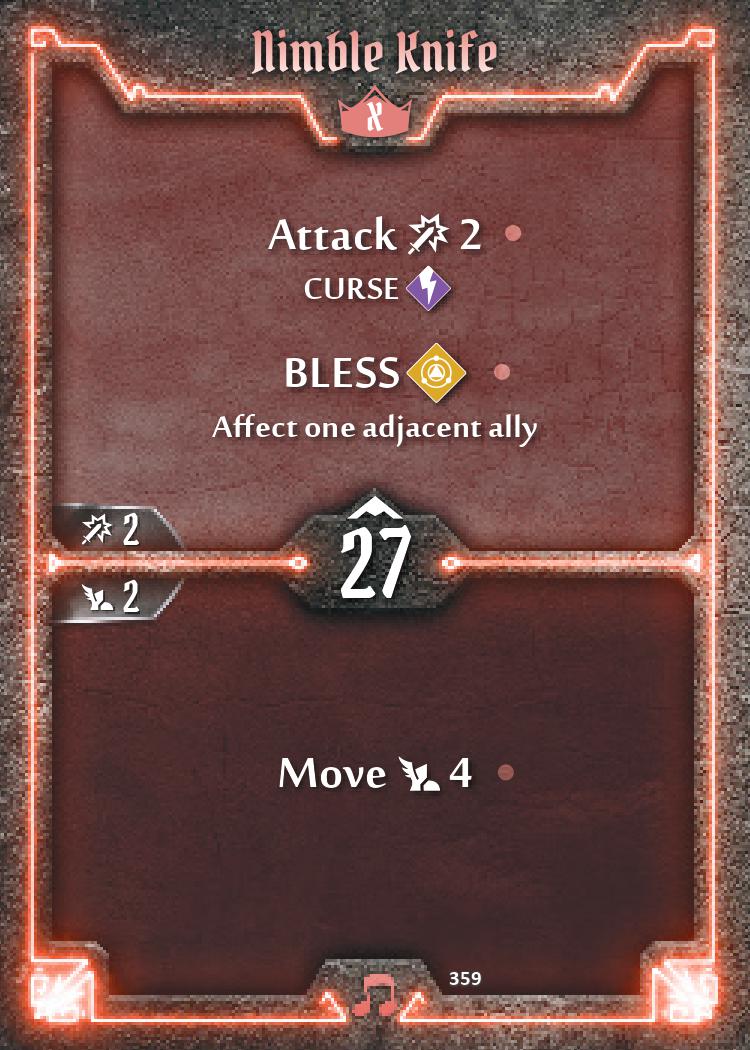 Nimble Knife
X
Attack 2
CURSE
BLESS
Affect one adjacent ally
2
27
2
Move 4
359